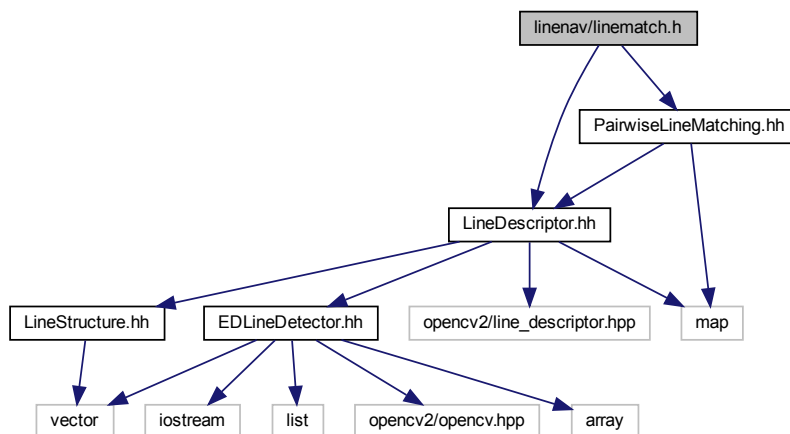 linenav/linematch.h
PairwiseLineMatching.hh
LineDescriptor.hh
LineStructure.hh
EDLineDetector.hh
opencv2/line_descriptor.hpp
map
vector
iostream
list
opencv2/opencv.hpp
array